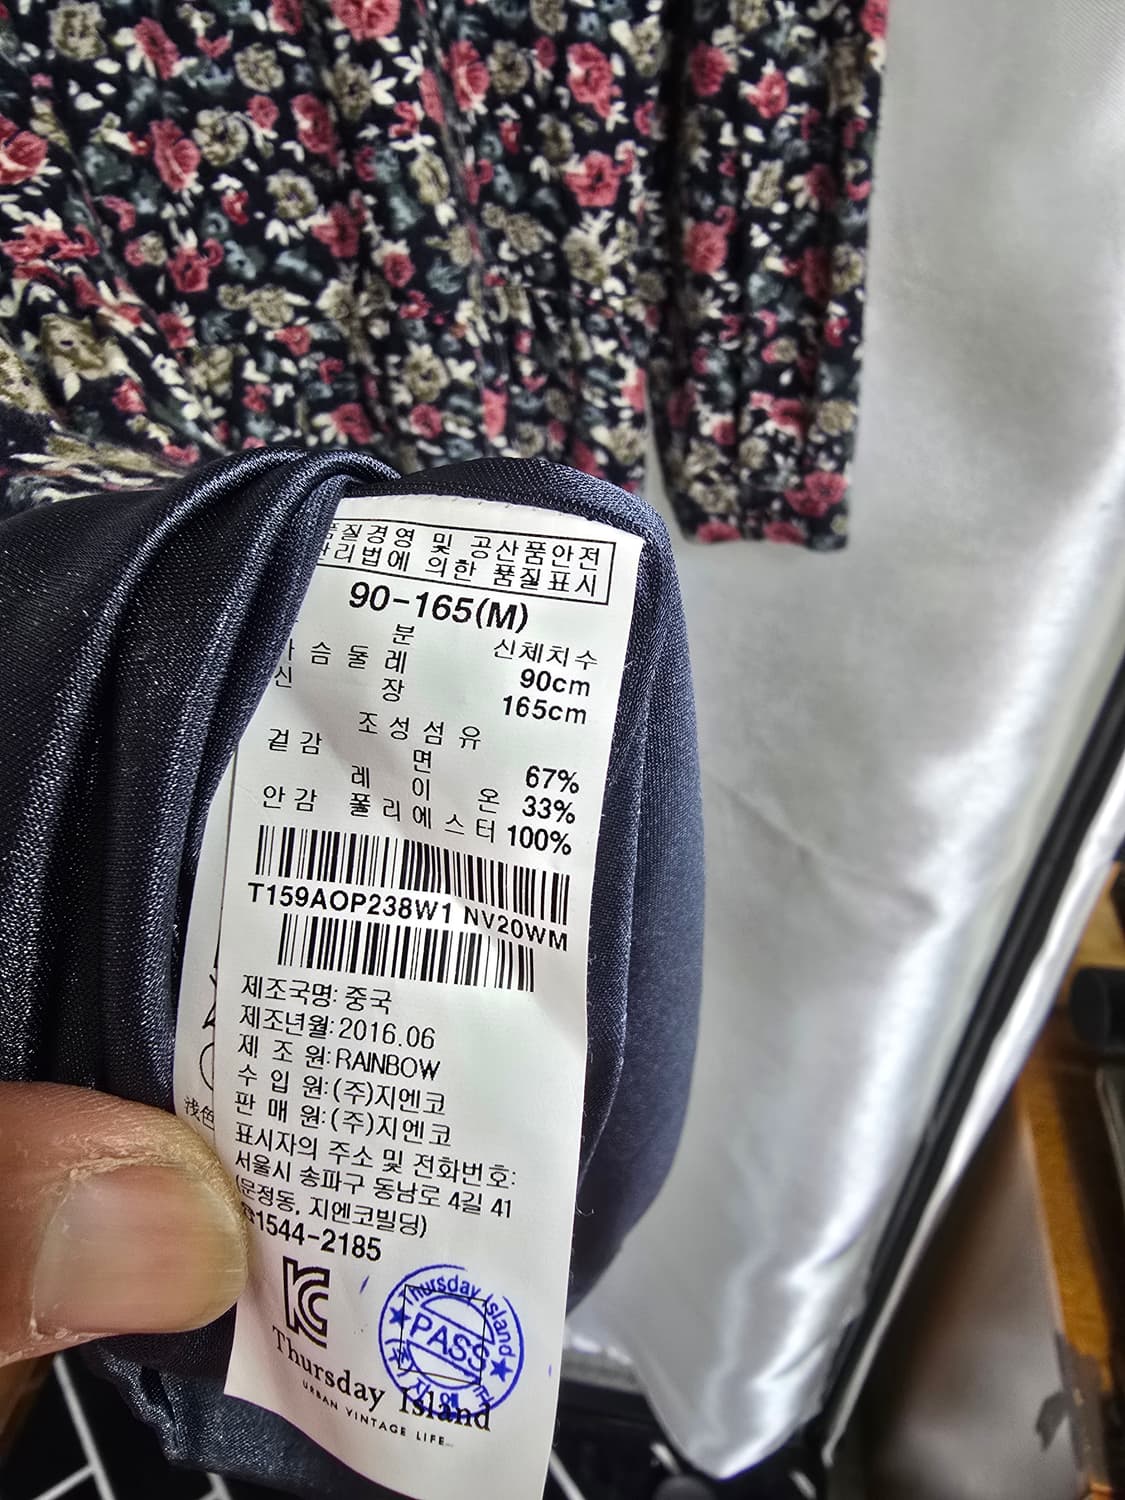 품질경영 및 공산품안전
관리법에 의한 품질표시
90-165(M)
분 신체치수
가슴둘레 90cm
신 장 165cm
조성섬유
겉감 면 67%
레이온 33%
안감 폴리에스터 100%
T159AOP238W1 NV20WM
제조국명: 중국
제조년월:2016.06
제 조 원:RAINBOW
수 입 원:(주)지엔코
판 매 원:(주)지엔코
표시자의 주소 및 전화번호:
서울시 송파구 동남로 4길 41
(문정동, 지엔코빌딩)
☎1544-2185
KC
Thursday Island
PASS
Thursday Island
URBAN VINTAGE LIFE...
浅色